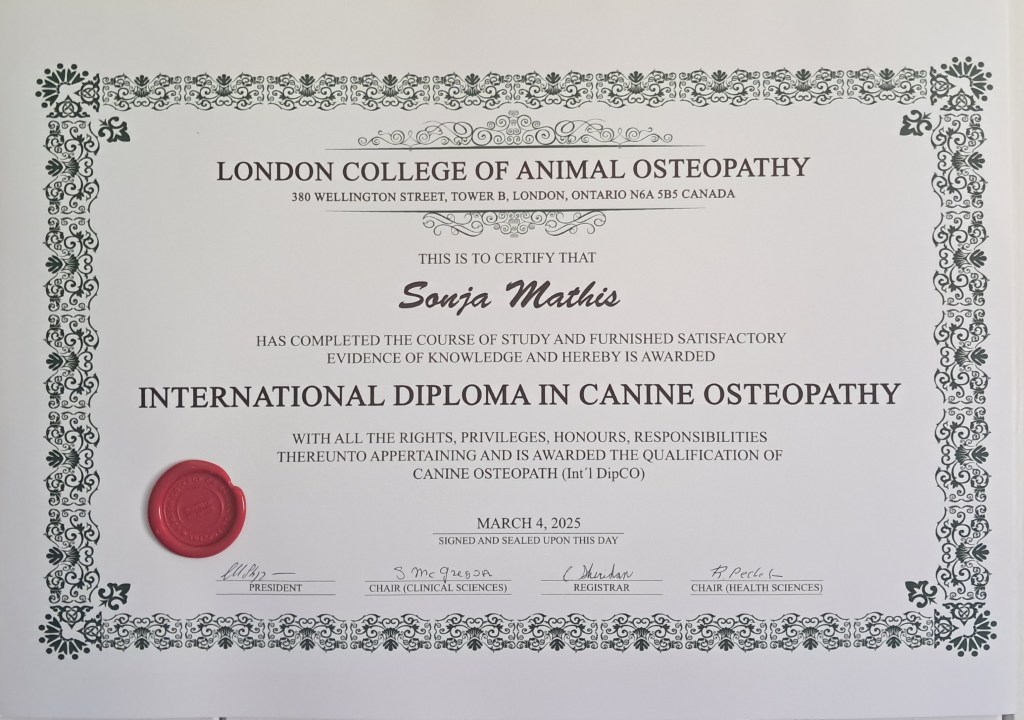 LONDON COLLEGE OF ANIMAL OSTEOPATHY
380 WELLINGTON STREET, TOWER B, LONDON, ONTARIO N6A 5B5 CANADA
THIS IS TO CERTIFY THAT
Sonja Mathis
HAS COMPLETED THE COURSE OF STUDY AND FURNISHED SATISFACTORY
EVIDENCE OF KNOWLEDGE AND HEREBY IS AWARDED
INTERNATIONAL DIPLOMA IN CANINE OSTEOPATHY
WITH ALL THE RIGHTS, PRIVILEGES, HONOURS, RESPONSIBILITIES
THEREUNTO APPERTAINING AND IS AWARDED THE QUALIFICATION OF
CANINE OSTEOPATH (Int´l DipCO)
MARCH 4, 2025
SIGNED AND SEALED UPON THIS DAY
S McGregor
C Sheridan
PRESIDENT
CHAIR (CLINICAL SCIENCES)
REGISTRAR
CHAIR (HEALTH SCIENCES)